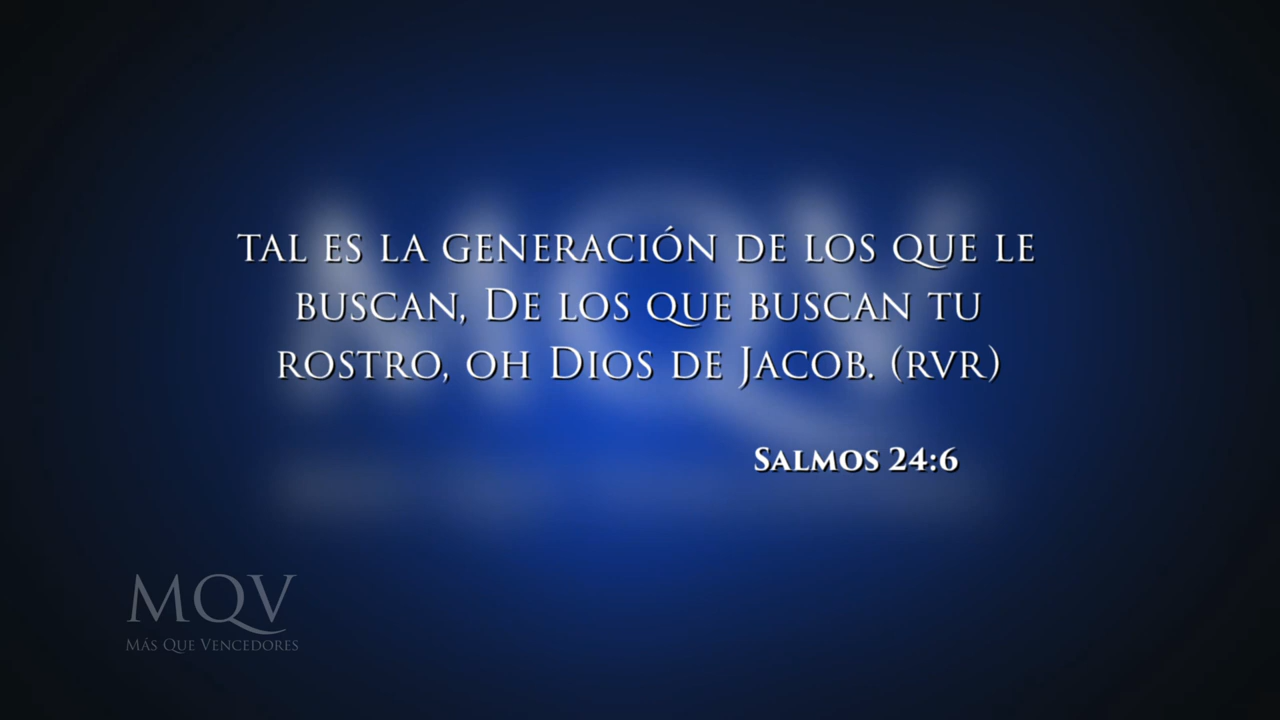 TAL ES LA GENERACIÓN DE LOS QUE LE
BUSCAN, DE LOS QUE BUSCAN TU
ROSTRO, OH DIOS DE JACOB. (RVR)
SALMOS 24:6
MQV
MÁS QUE VENCEDORES